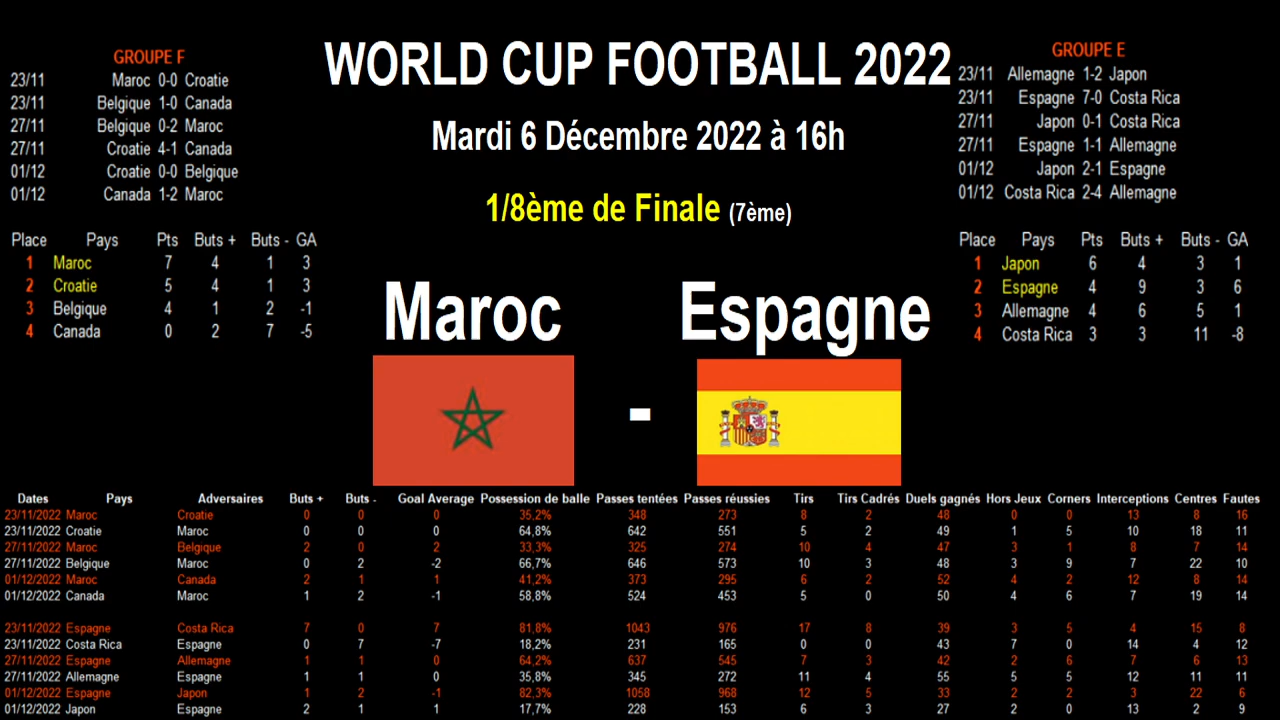 WORLD CUP FOOTBALL 2022
Mardi 6 Décembre 2022 à 16h
1/8ème de Finale (7ème)
GROUPE F
23/11 Maroc 0-0 Croatie
23/11 Belgique 1-0 Canada
27/11 Belgique 0-2 Maroc
27/11 Croatie 4-1 Canada
01/12 Croatie 0-0 Belgique
01/12 Canada 1-2 Maroc
Place Pays Pts Buts + Buts - GA
1 Maroc 7 4 1 3
2 Croatie 5 4 1 3
3 Belgique 4 1 2 -1
4 Canada 0 2 7 -5
GROUPE E
23/11 Allemagne 1-2 Japon
23/11 Espagne 7-0 Costa Rica
27/11 Japon 0-1 Costa Rica
27/11 Espagne 1-1 Allemagne
01/12 Japon 2-1 Espagne
01/12 Costa Rica 2-4 Allemagne
Place Pays Pts Buts + Buts - GA
1 Japon 6 4 3 1
2 Espagne 4 9 3 6
3 Allemagne 4 6 5 1
4 Costa Rica 3 3 11 -8
Maroc - Espagne
Dates Pays Adversaires Buts + Buts - Goal Average Possession de balle Passes tentées Passes réussies Tirs Tirs Cadrés Duels gagnés Hors Jeux Corners Interceptions Centres Fautes
23/11/2022 Maroc Croatie 0 0 0 35,2% 348 273 8 2 48 0 0 13 8 16
23/11/2022 Croatie Maroc 0 0 0 64,8% 642 551 5 2 49 1 5 10 18 11
27/11/2022 Maroc Belgique 2 0 2 33,3% 325 274 10 4 47 3 1 8 7 14
27/11/2022 Belgique Maroc 0 2 -2 66,7% 646 573 10 3 48 3 9 7 22 10
01/12/2022 Maroc Canada 2 1 1 41,2% 373 295 6 2 52 4 2 12 8 14
01/12/2022 Canada Maroc 1 2 -1 58,8% 524 453 5 0 50 4 6 7 19 14
23/11/2022 Espagne Costa Rica 7 0 7 81,8% 1043 976 17 8 39 3 5 4 15 8
23/11/2022 Costa Rica Espagne 0 7 -7 18,2% 231 165 0 0 43 7 0 14 4 12
27/11/2022 Espagne Allemagne 1 1 0 64,2% 637 545 7 3 42 2 6 7 6 13
27/11/2022 Allemagne Espagne 1 1 0 35,8% 345 272 11 4 55 5 5 12 11 11
01/12/2022 Espagne Japon 1 2 -1 82,3% 1058 968 12 5 33 2 2 3 22 6
01/12/2022 Japon Espagne 2 1 1 17,7% 228 153 6 3 27 2 0 13 2 9